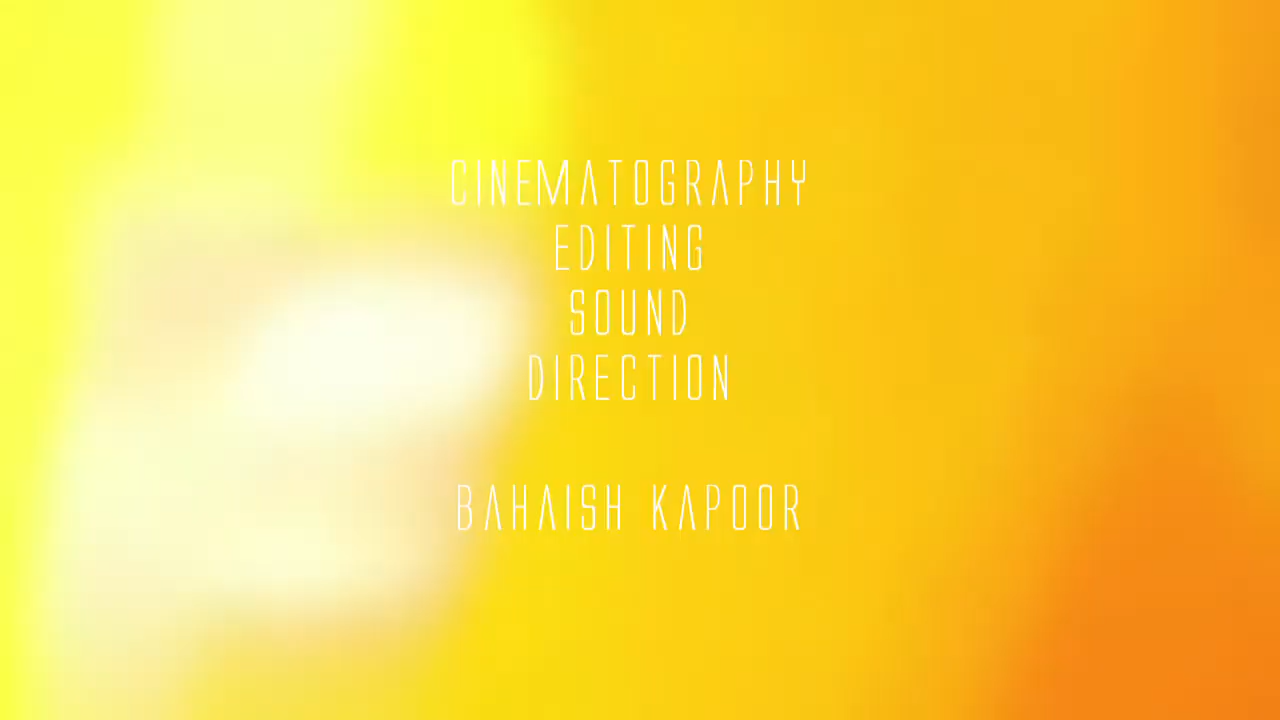 CINEMATOGRAPHY
EDITING
SOUND
DIRECTION
BAHAISH KAPOOR